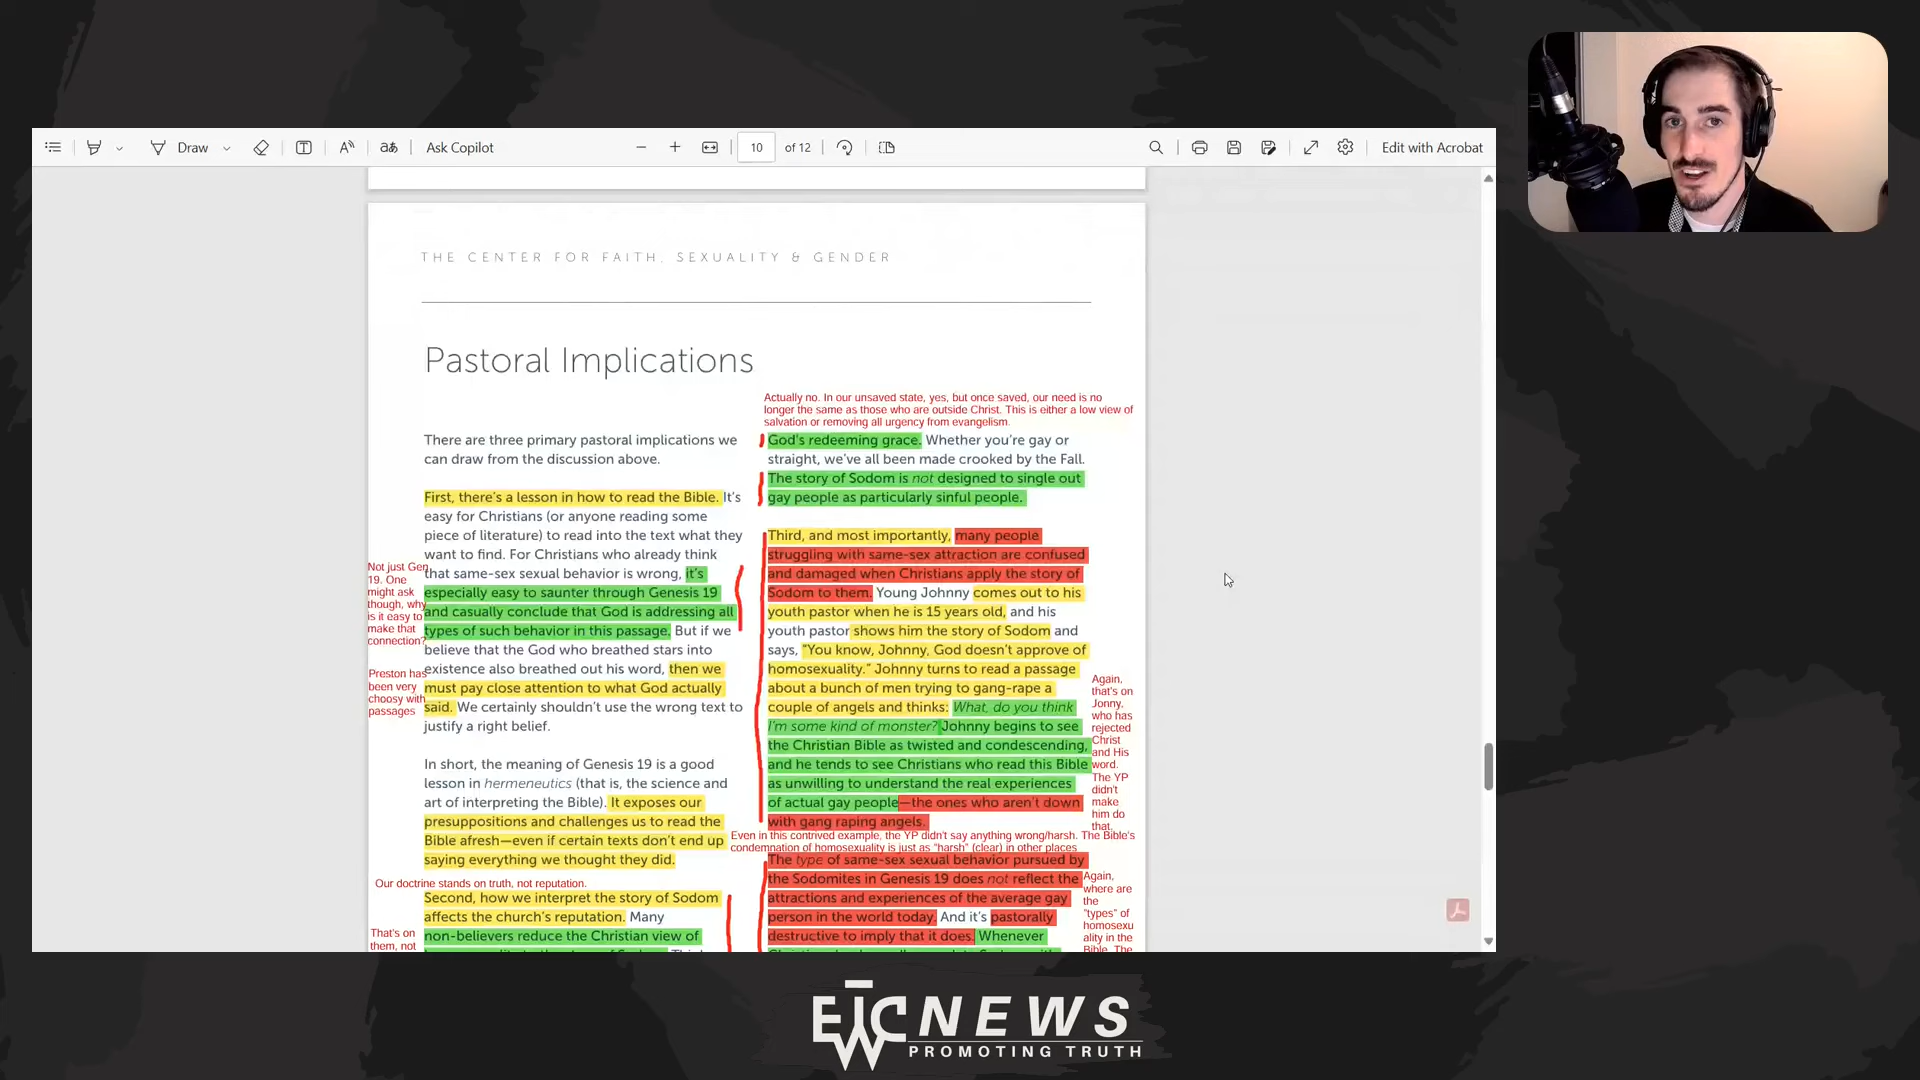 Draw
Ask Copilot
10 of 12
Edit with Acrobat
THE CENTER FOR FAITH, SEXUALITY & GENDER
Pastoral Implications
There are three primary pastoral implications we
can draw from the discussion above.
First, there's a lesson in how to read the Bible. It's
easy for Christians (or anyone reading some
piece of literature) to read into the text what they
want to find. For Christians who already think
that same-sex sexual behavior is wrong, it's
especially easy to saunter through Genesis 19
and casually conclude that God is addressing all
types of such behavior in this passage. But if we
believe that the God who breathed stars into
existence also breathed out his word, then we
must pay close attention to what God actually
said. We certainly shouldn't use the wrong text to
justify a right belief.
Not just Gen
19. One
might ask
though, why
is it easy to
make that
connection?
Preston has
been very
choosy with
passages
In short, the meaning of Genesis 19 is a good
lesson in hermeneutics (that is, the science and
art of interpreting the Bible). It exposes our
presuppositions and challenges us to read the
Bible afresh—even if certain texts don't end up
saying everything we thought they did.
Our doctrine stands on truth, not reputation.
Second, how we interpret the story of Sodom
affects the church's reputation. Many
non-believers reduce the Christian view of
That's on
them, not
Actually no. In our unsaved state, yes, but once saved, our need is no
longer the same as those who are outside Christ. This is either a low view of
salvation or removing all urgency from evangelism.
God's redeeming grace. Whether you're gay or
straight, we've all been made crooked by the Fall.
The story of Sodom is not designed to single out
gay people as particularly sinful people.
Third, and most importantly, many people
struggling with same-sex attraction are confused
and damaged when Christians apply the story of
Sodom to them. Young Johnny comes out to his
youth pastor when he is 15 years old, and his
youth pastor shows him the story of Sodom and
says, "You know, Johnny, God doesn't approve of
homosexuality." Johnny turns to read a passage
about a bunch of men trying to gang-rape a
couple of angels and thinks: What, do you think
I'm some kind of monster? Johnny begins to see
the Christian Bible as twisted and condescending,
and he tends to see Christians who read this Bible
as unwilling to understand the real experiences
of actual gay people—the ones who aren't down
with gang raping angels.
Again,
that's on
Jonny,
who has
rejected
Christ
and His
word.
The YP
didn't
make
him do
that.
Even in this contrived example, the YP didn't say anything wrong/harsh. The Bible's
condemnation of homosexuality is just as "harsh" (clear) in other places
The type of same-sex sexual behavior pursued by
the Sodomites in Genesis 19 does not reflect the
attractions and experiences of the average gay
person in the world today. And it's pastorally
destructive to imply that it does. Whenever
Again,
where are
the
"types" of
homosexu
ality in the
Bible. The
EWC NEWS
PROMOTING TRUTH